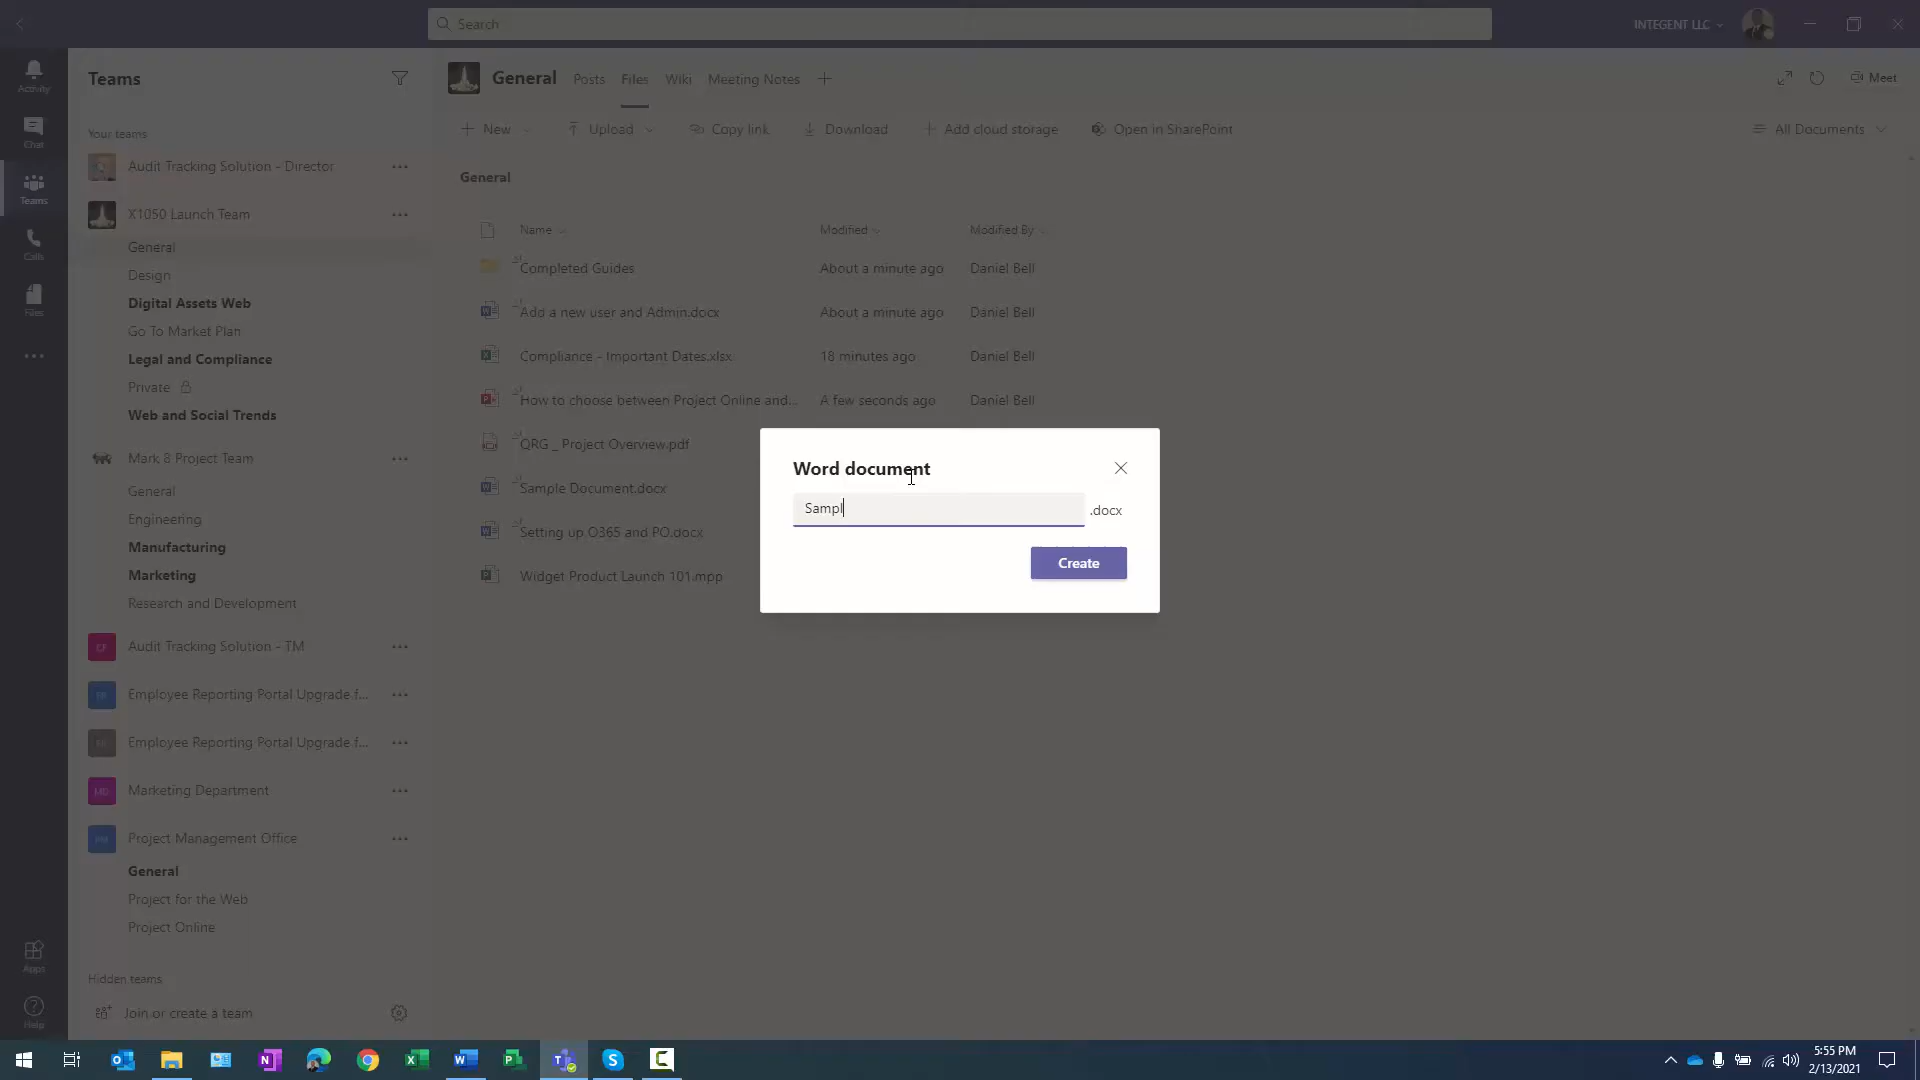 Search
INTEGENT LLC
Activity
Chat
Teams
Calls
Files
Apps
Help
Teams
Your teams
Audit Tracking Solution - Director
X1050 Launch Team
General
Design
Digital Assets Web
Go To Market Plan
Legal and Compliance
Private
Web and Social Trends
Mark 8 Project Team
General
Engineering
Manufacturing
Marketing
Research and Development
CF
Audit Tracking Solution - TM
Employee Reporting Portal Upgrade f...
Employee Reporting Portal Upgrade f...
MD
Marketing Department
Project Management Office
General
Project for the Web
Project Online
Hidden teams
Join or create a team
General Posts Files Wiki Meeting Notes
Meet
New Upload Copy link Download Add cloud storage Open in SharePoint All Documents
General
Name Modified Modified By
Completed Guides About a minute ago Daniel Bell
Add a new user and Admin.docx About a minute ago Daniel Bell
Compliance - Important Dates.xlsx 18 minutes ago Daniel Bell
How to choose between Project Online and... A few seconds ago Daniel Bell
QRG _ Project Overview.pdf
Sample Document.docx
Setting up O365 and PO.docx
Widget Product Launch 101.mpp
Word document
Sampl .docx
Create
5:55 PM
2/13/2021